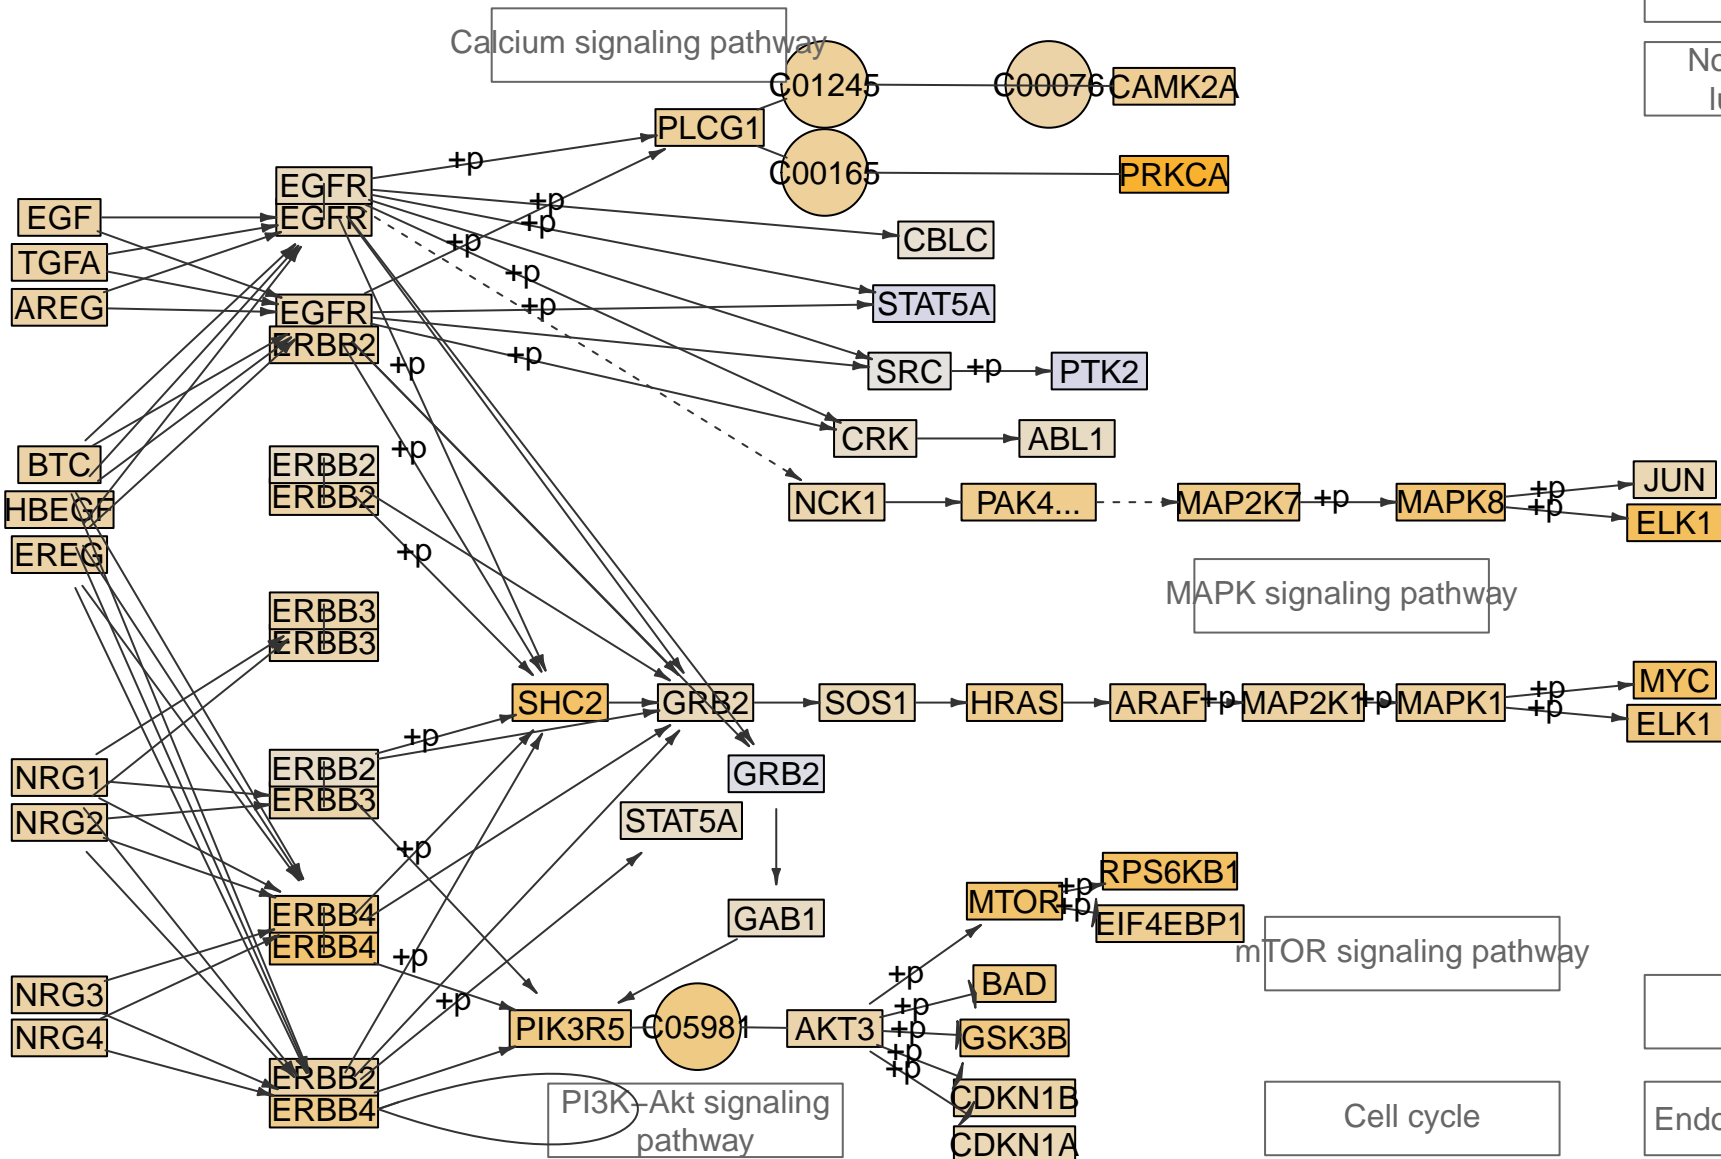 Calcium signaling pathway
No
lu
C01245
C00076
CAMK2A
PLCG1
C00165
PRKCA
+p
EGFR
EGFR
EGF
TGFA
AREG
+p
+p
+p
+p
+p
CBLC
STAT5A
EGFR
ERBB2
+p
+p
SRC
+p
PTK2
CRK
ABL1
+p
BTC
HBEGF
EREG
ERBB2
ERBB2
NCK1
PAK4...
MAP2K7
+p
MAPK8
+p
+p
JUN
ELK1
+p
MAPK signaling pathway
ERBB3
ERBB3
SHC2
GRB2
SOS1
HRAS
ARAF
+p
MAP2K1
+p
MAPK1
+p
+p
MYC
ELK1
+p
NRG1
NRG2
ERBB2
ERBB3
GRB2
STAT5A
+p
ERBB4
ERBB4
GAB1
MTOR
+p
+p
RPS6KB1
EIF4EBP1
mTOR signaling pathway
+p
+p
NRG3
NRG4
PIK3R5
C05981
AKT3
+p
+p
+p
+p
+p
BAD
GSK3B
CDKN1B
CDKN1A
ERBB2
ERBB4
PI3K−Akt signaling
pathway
Cell cycle
Endo